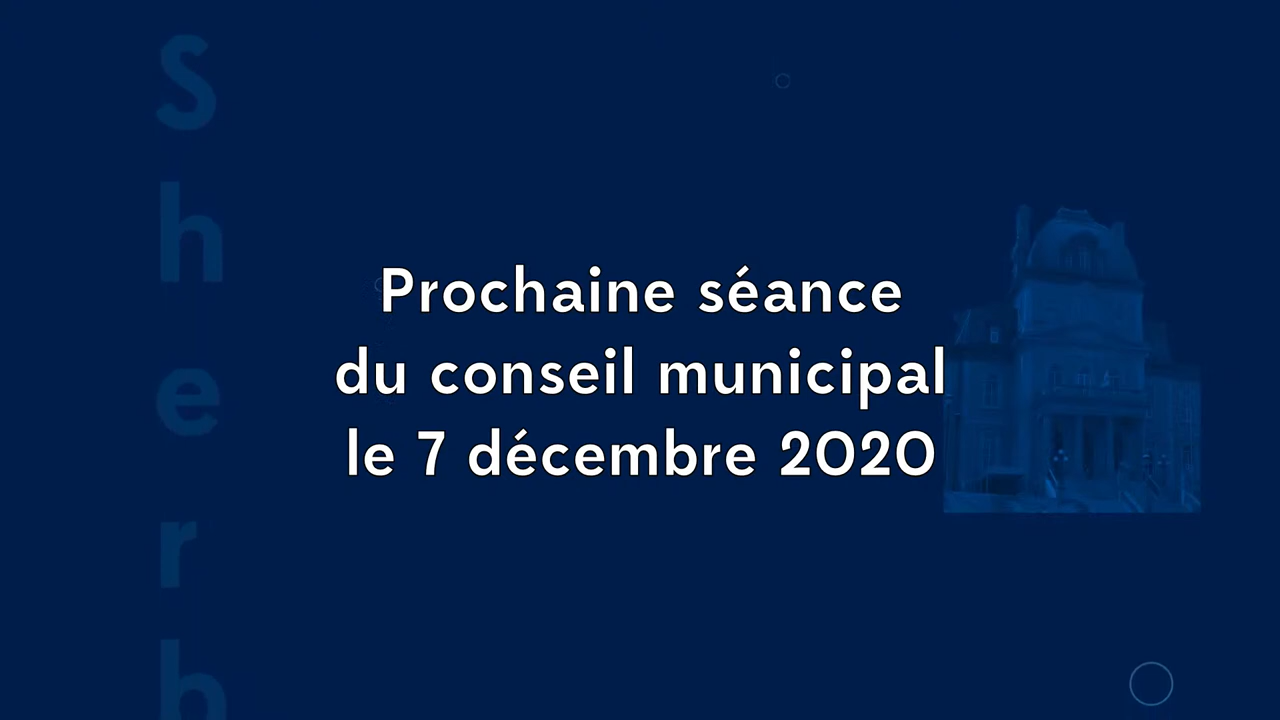 Prochaine séance
du conseil municipal
le 7 décembre 2020
S
h
e
r
b